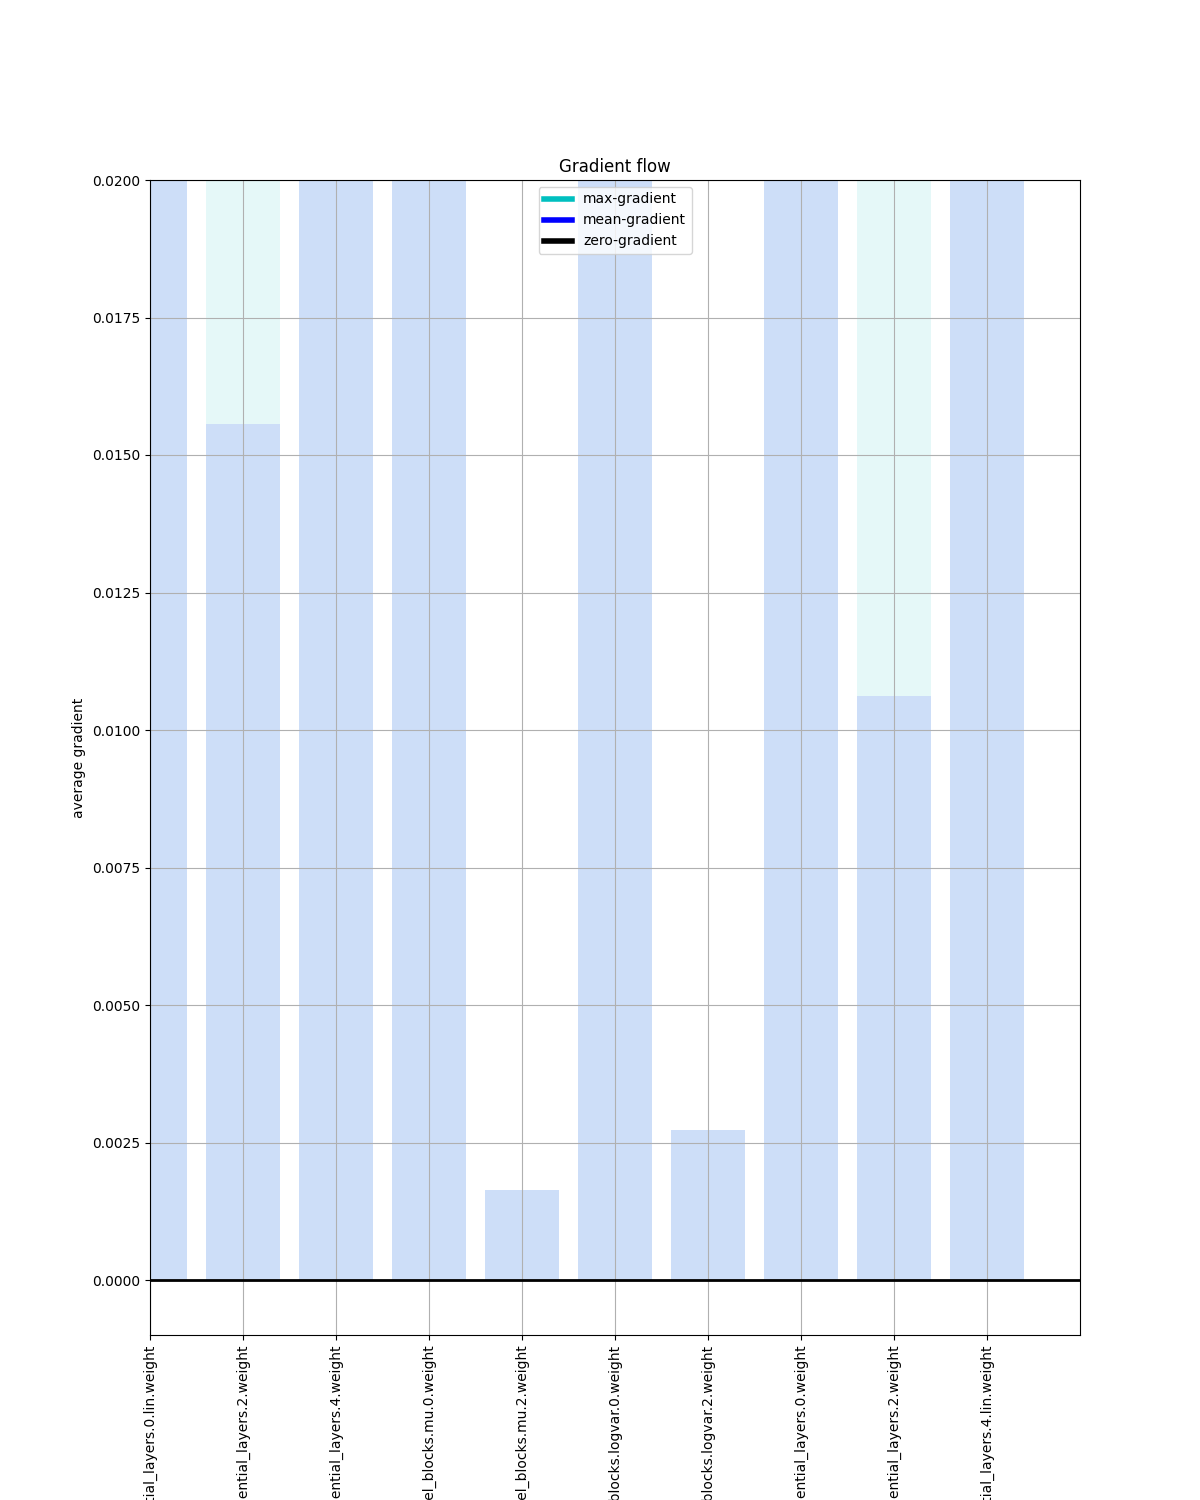 Gradient flow
max-gradient
mean-gradient
zero-gradient
0.0200
0.0175
0.0150
0.0125
0.0100
0.0075
0.0050
0.0025
0.0000
average gradient
tial_layers.0.lin.weight
ential_layers.2.weight
ential_layers.4.weight
el_blocks.mu.0.weight
el_blocks.mu.2.weight
blocks.logvar.0.weight
blocks.logvar.2.weight
ential_layers.0.weight
ential_layers.2.weight
tial_layers.4.lin.weight